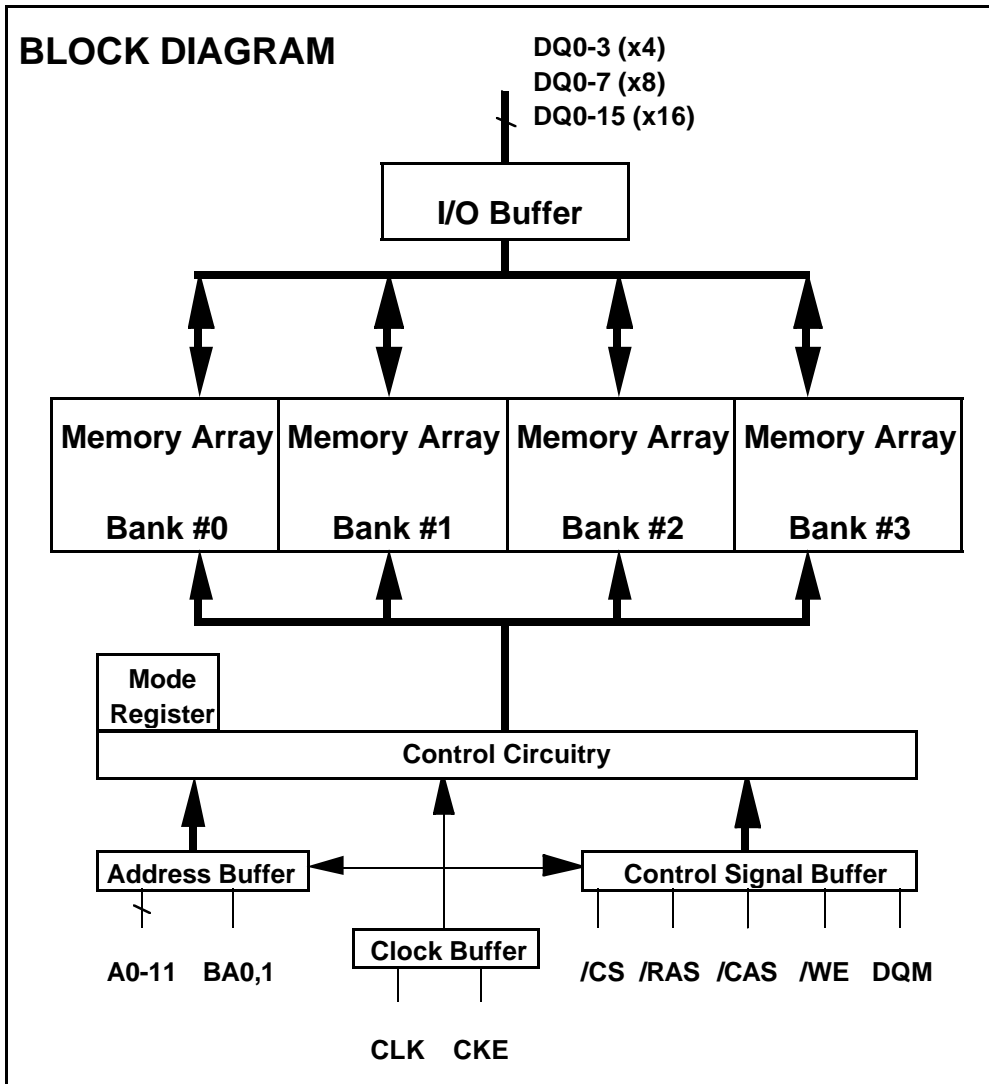 BLOCK DIAGRAM
DQ0-3 (x4)
DQ0-7 (x8)
DQ0-15 (x16)
I/O Buffer
Memory Array Memory Array Memory Array Memory Array
Bank #0 Bank #1 Bank #2 Bank #3
Mode
Register
Control Circuitry
Address Buffer Control Signal Buffer
Clock Buffer
A0-11 BA0,1 /CS /RAS /CAS /WE DQM
CLK CKE